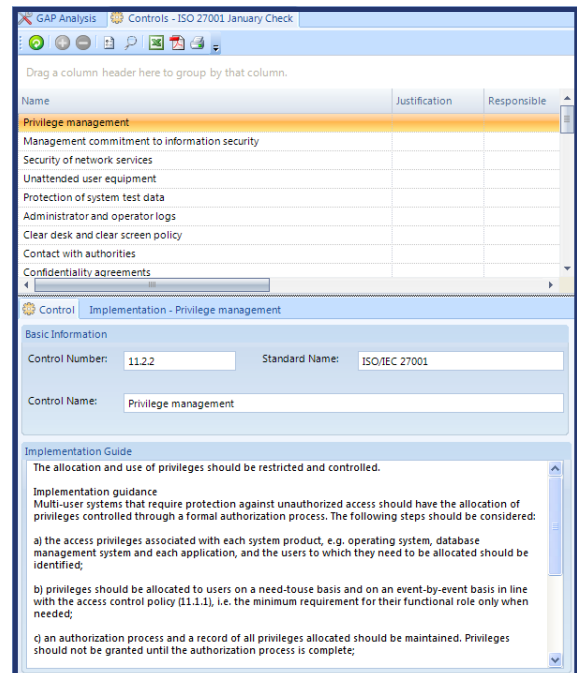 GAP Analysis Controls - ISO 27001 January Check
Drag a column header here to group by that column.
Name Justification Responsible
Privilege management
Management commitment to information security
Security of network services
Unattended user equipment
Protection of system test data
Administrator and operator logs
Clear desk and clear screen policy
Contact with authorities
Confidentiality agreements
Control Implementation - Privilege management
Basic Information
Control Number: 11.2.2 Standard Name: ISO/IEC 27001
Control Name: Privilege management
Implementation Guide
The allocation and use of privileges should be restricted and controlled.
Implementation guidance
Multi-user systems that require protection against unauthorized access should have the allocation of
privileges controlled through a formal authorization process. The following steps should be considered:
a) the access privileges associated with each system product, e.g. operating system, database
management system and each application, and the users to which they need to be allocated should be
identified;
b) privileges should be allocated to users on a need-touse basis and on an event-by-event basis in line
with the access control policy (11.1.1), i.e. the minimum requirement for their functional role only when
needed;
c) an authorization process and a record of all privileges allocated should be maintained. Privileges
should not be granted until the authorization process is complete;